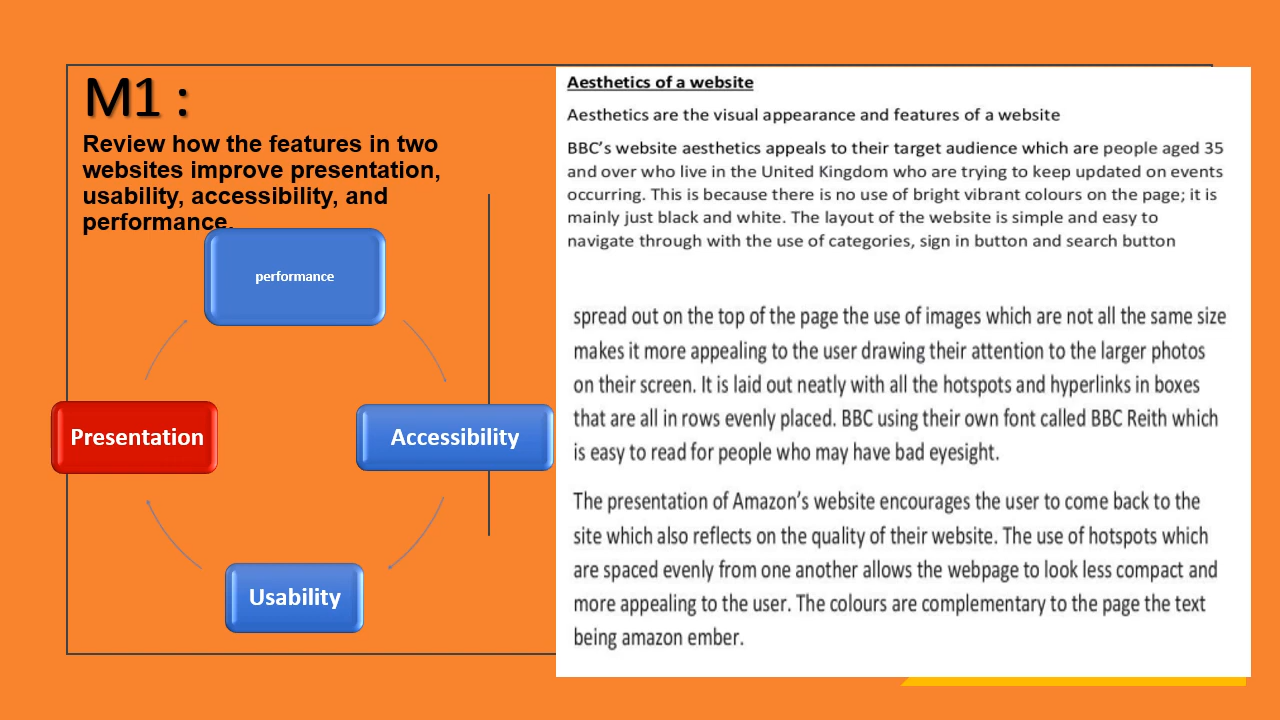 M1 :
Review how the features in two
websites improve presentation,
usability, accessibility, and
performance.
performance
Presentation
Accessibility
Usability
Aesthetics of a website
Aesthetics are the visual appearance and features of a website
BBC's website aesthetics appeals to their target audience which are people aged 35
and over who live in the United Kingdom who are trying to keep updated on events
occurring. This is because there is no use of bright vibrant colours on the page; it is
mainly just black and white. The layout of the website is simple and easy to
navigate through with the use of categories, sign in button and search button
spread out on the top of the page the use of images which are not all the same size
makes it more appealing to the user drawing their attention to the larger photos
on their screen. It is laid out neatly with all the hotspots and hyperlinks in boxes
that are all in rows evenly placed. BBC using their own font called BBC Reith which
is easy to read for people who may have bad eyesight.
The presentation of Amazon's website encourages the user to come back to the
site which also reflects on the quality of their website. The use of hotspots which
are spaced evenly from one another allows the webpage to look less compact and
more appealing to the user. The colours are complementary to the page the text
being amazon ember.